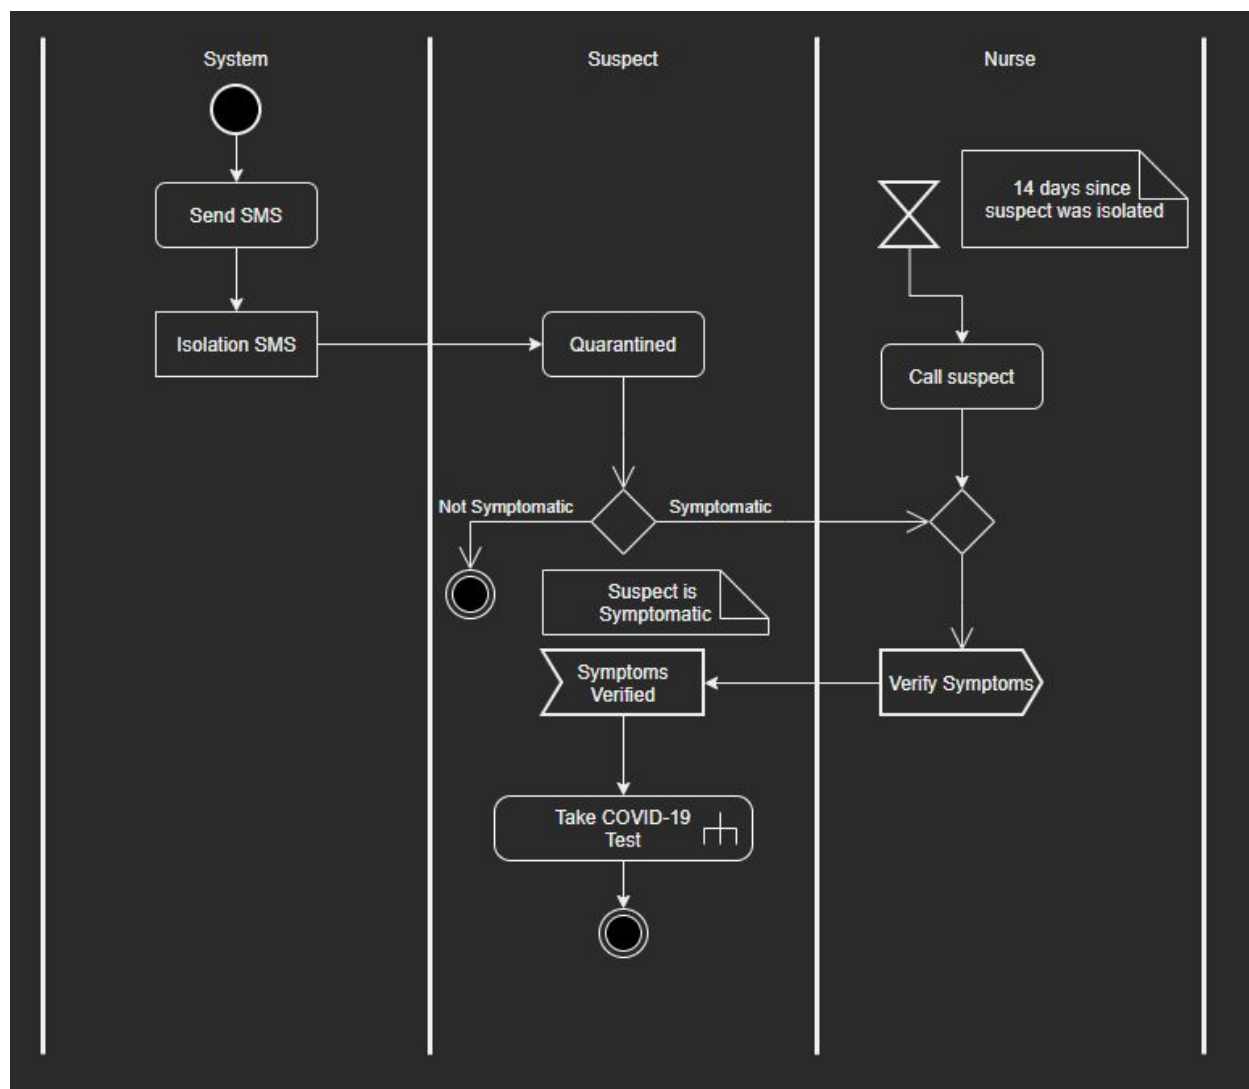 System
Suspect
Nurse
14 days since
suspect was isolated
Send SMS
Isolation SMS
Quarantined
Call suspect
Not Symptomatic
Symptomatic
Suspect is
Symptomatic
Symptoms
Verified
Verify Symptoms
Take COVID-19
Test